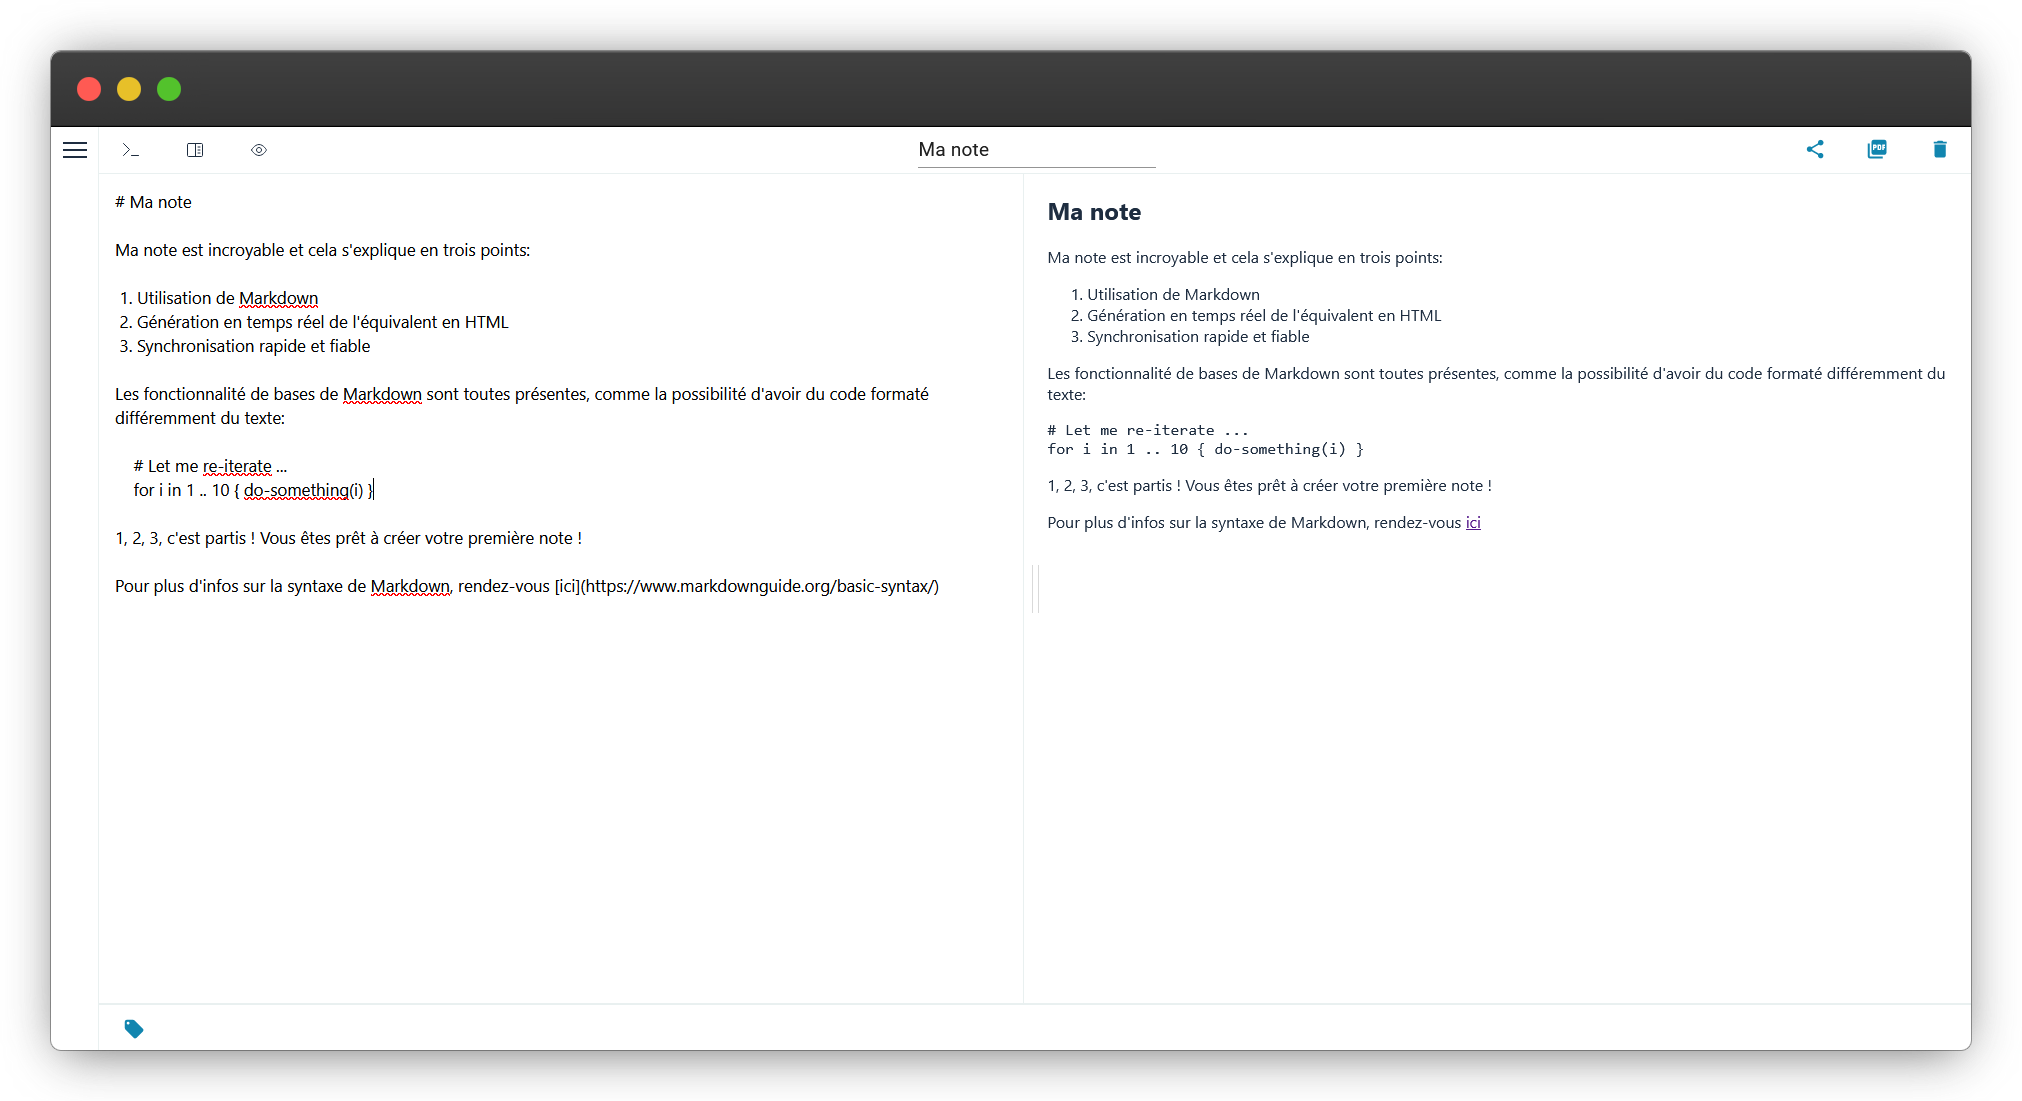 Ma note
PDF
# Ma note
Ma note est incroyable et cela s'explique en trois points:
1. Utilisation de Markdown
2. Génération en temps réel de l'équivalent en HTML
3. Synchronisation rapide et fiable
Les fonctionnalité de bases de Markdown sont toutes présentes, comme la possibilité d'avoir du code formaté
différemment du texte:
# Let me re-iterate ...
for i in 1 .. 10 { do-something(i) }
1, 2, 3, c'est partis ! Vous êtes prêt à créer votre première note !
Pour plus d'infos sur la syntaxe de Markdown, rendez-vous [ici](https://www.markdownguide.org/basic-syntax/)
Ma note
Ma note est incroyable et cela s'explique en trois points:
1. Utilisation de Markdown
2. Génération en temps réel de l'équivalent en HTML
3. Synchronisation rapide et fiable
Les fonctionnalité de bases de Markdown sont toutes présentes, comme la possibilité d'avoir du code formaté différemment du
texte:
# Let me re-iterate ...
for i in 1 .. 10 { do-something(i) }
1, 2, 3, c'est partis ! Vous êtes prêt à créer votre première note !
Pour plus d'infos sur la syntaxe de Markdown, rendez-vous ici